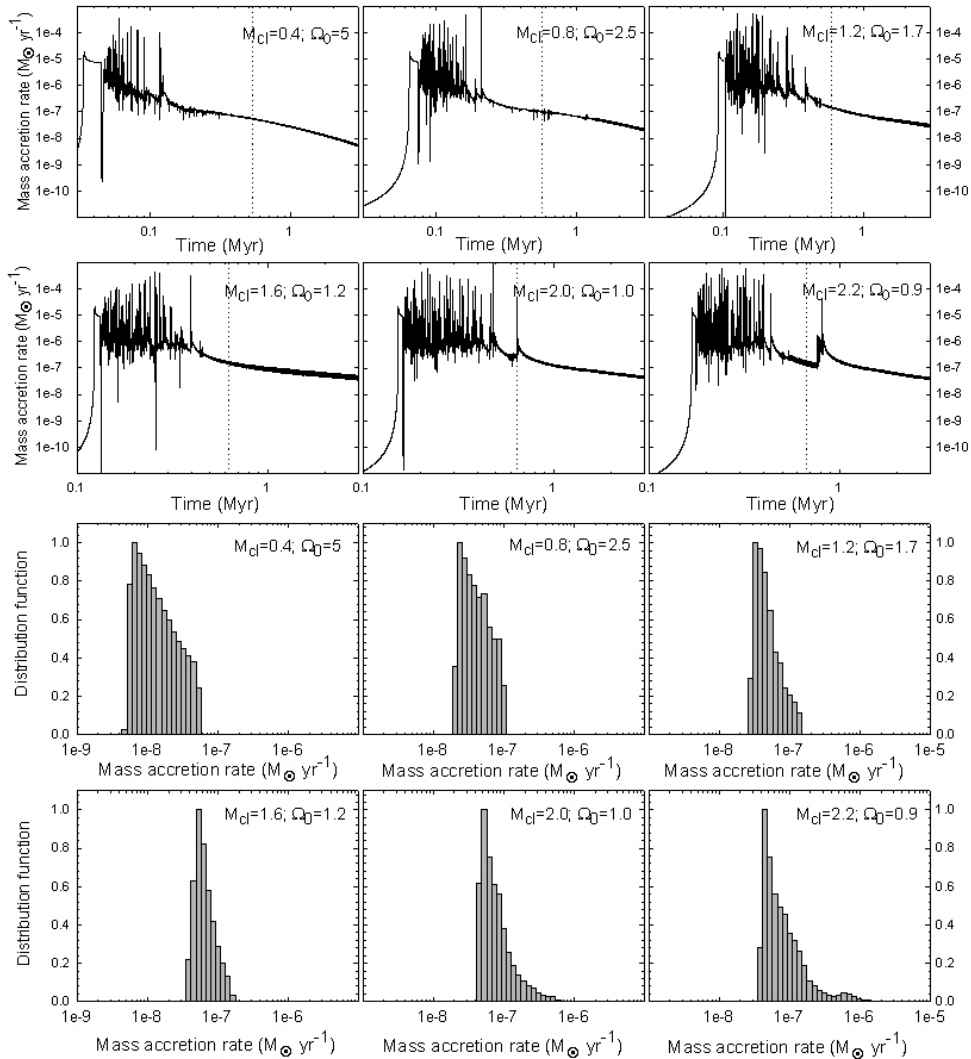 M_cl=0.4; Ω_0=5 M_cl=0.8; Ω_0=2.5 M_cl=1.2; Ω_0=1.7
Mass accretion rate (M⊙ yr⁻¹)
1e-4 1e-4
1e-5 1e-5
1e-6 1e-6
1e-7 1e-7
1e-8 1e-8
1e-9 1e-9
1e-10 1e-10
0.1 1 0.1 1 0.1 1
Time (Myr) Time (Myr) Time (Myr)
M_cl=1.6; Ω_0=1.2 M_cl=2.0; Ω_0=1.0 M_cl=2.2; Ω_0=0.9
Mass accretion rate (M⊙ yr⁻¹)
1e-4 1e-4
1e-5 1e-5
1e-6 1e-6
1e-7 1e-7
1e-8 1e-8
1e-9 1e-9
1e-10 1e-10
0.1 1 0.1 1 0.1 1
Time (Myr) Time (Myr) Time (Myr)
M_cl=0.4; Ω_0=5 M_cl=0.8; Ω_0=2.5 M_cl=1.2; Ω_0=1.7
Distribution function
1.0 1.0
0.8 0.8
0.6 0.6
0.4 0.4
0.2 0.2
0.0 0.0
1e-9 1e-8 1e-7 1e-6 1e-8 1e-7 1e-6 1e-8 1e-7 1e-6 1e-5
Mass accretion rate (M⊙ yr⁻¹) Mass accretion rate (M⊙ yr⁻¹) Mass accretion rate (M⊙ yr⁻¹)
M_cl=1.6; Ω_0=1.2 M_cl=2.0; Ω_0=1.0 M_cl=2.2; Ω_0=0.9
Distribution function
1.0 1.0
0.8 0.8
0.6 0.6
0.4 0.4
0.2 0.2
0.0 0.0
1e-9 1e-8 1e-7 1e-6 1e-8 1e-7 1e-6 1e-8 1e-7 1e-6 1e-5
Mass accretion rate (M⊙ yr⁻¹) Mass accretion rate (M⊙ yr⁻¹) Mass accretion rate (M⊙ yr⁻¹)